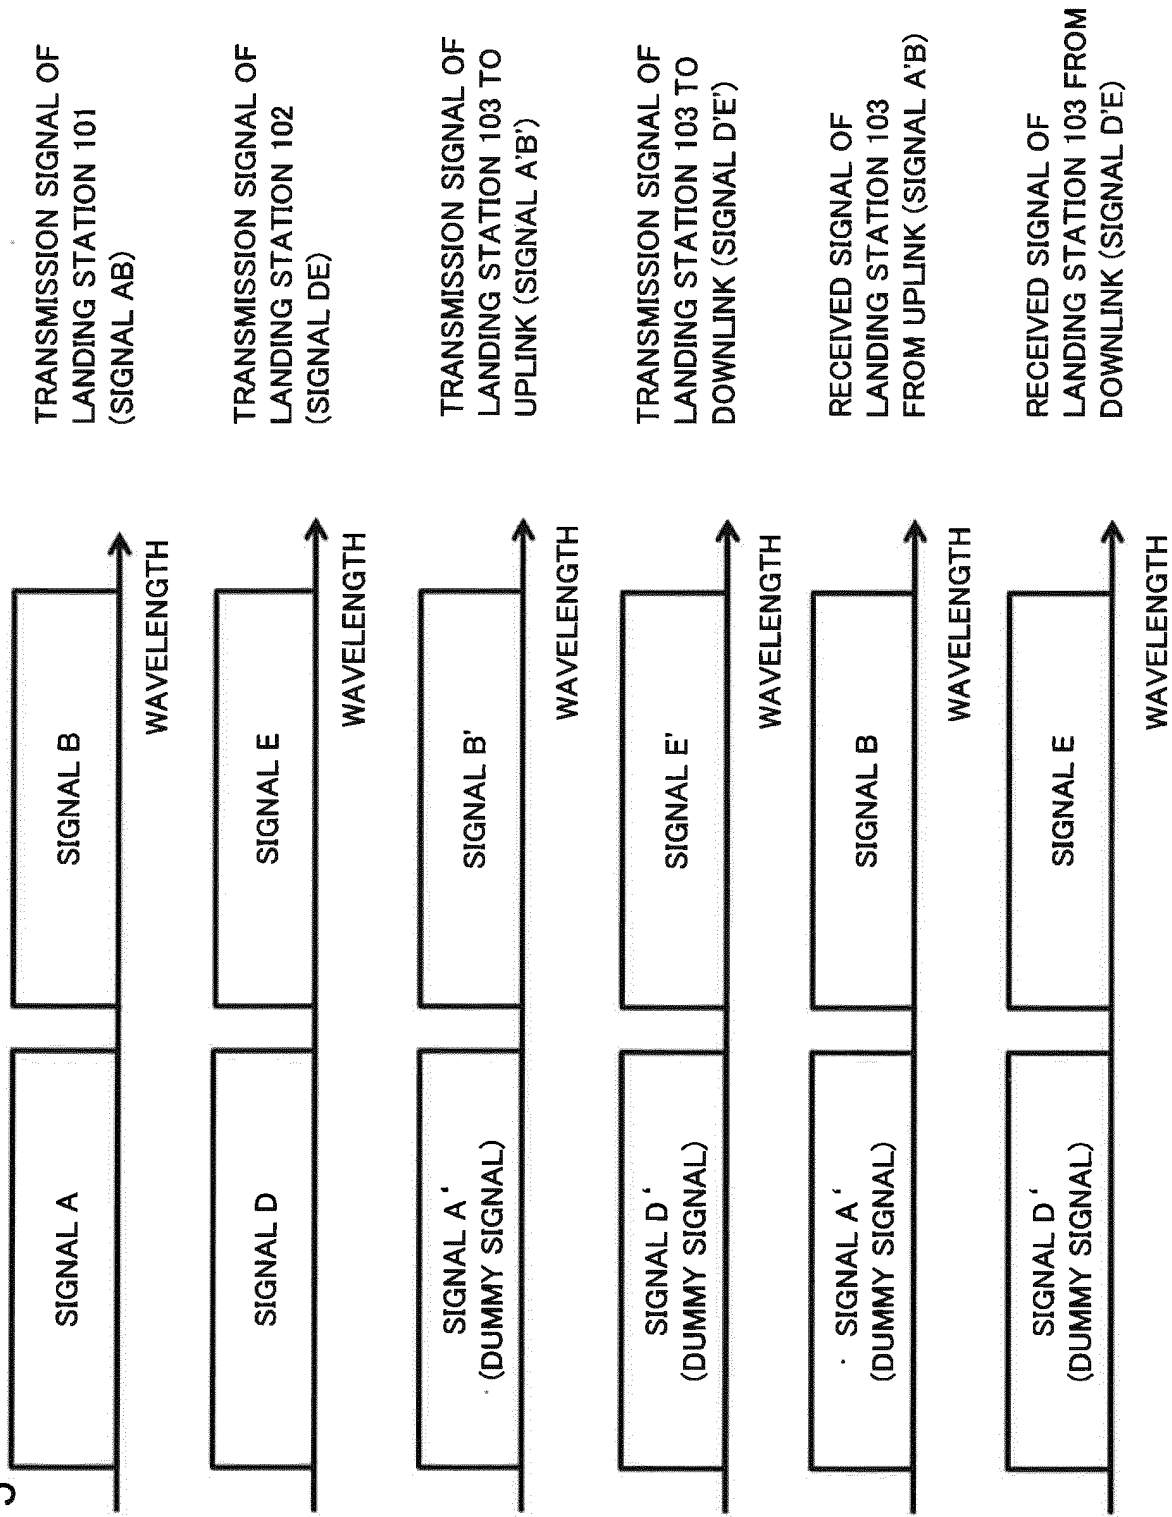 SIGNAL A
SIGNAL B
WAVELENGTH
TRANSMISSION SIGNAL OF
LANDING STATION 101
(SIGNAL AB)
SIGNAL D
SIGNAL E
WAVELENGTH
TRANSMISSION SIGNAL OF
LANDING STATION 102
(SIGNAL DE)
SIGNAL A‘
(DUMMY SIGNAL)
SIGNAL B'
WAVELENGTH
TRANSMISSION SIGNAL OF
LANDING STATION 103 TO
UPLINK (SIGNAL A'B')
SIGNAL D‘
(DUMMY SIGNAL)
SIGNAL E'
WAVELENGTH
TRANSMISSION SIGNAL OF
LANDING STATION 103 TO
DOWNLINK (SIGNAL D'E')
SIGNAL A‘
(DUMMY SIGNAL)
SIGNAL B
WAVELENGTH
RECEIVED SIGNAL OF
LANDING STATION 103
FROM UPLINK (SIGNAL A'B)
SIGNAL D‘
(DUMMY SIGNAL)
SIGNAL E
WAVELENGTH
RECEIVED SIGNAL OF
LANDING STATION 103 FROM
DOWNLINK (SIGNAL D'E)